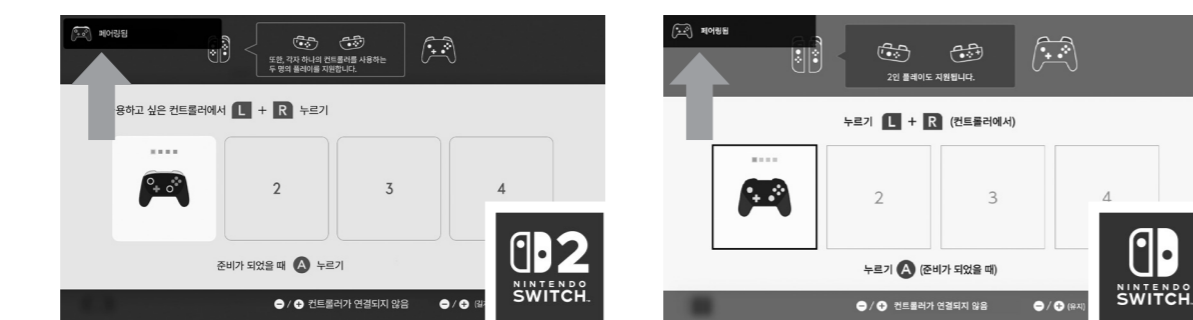 페어링됨
또한, 각자 하나의 컨트롤러를 사용하는
두 명의 플레이를 지원합니다.
용하고 싶은 컨트롤러에서 L + R 누르기
2
3
4
준비가 되었을 때 A 누르기
컨트롤러가 연결되지 않음
2
NINTENDO
SWITCH.
페어링됨
2인 플레이도 지원됩니다.
누르기 L + R (컨트롤러에서)
2
3
4
누르기 A (준비가 되었을 때)
컨트롤러가 연결되지 않음
(유지)
NINTENDO
SWITCH.